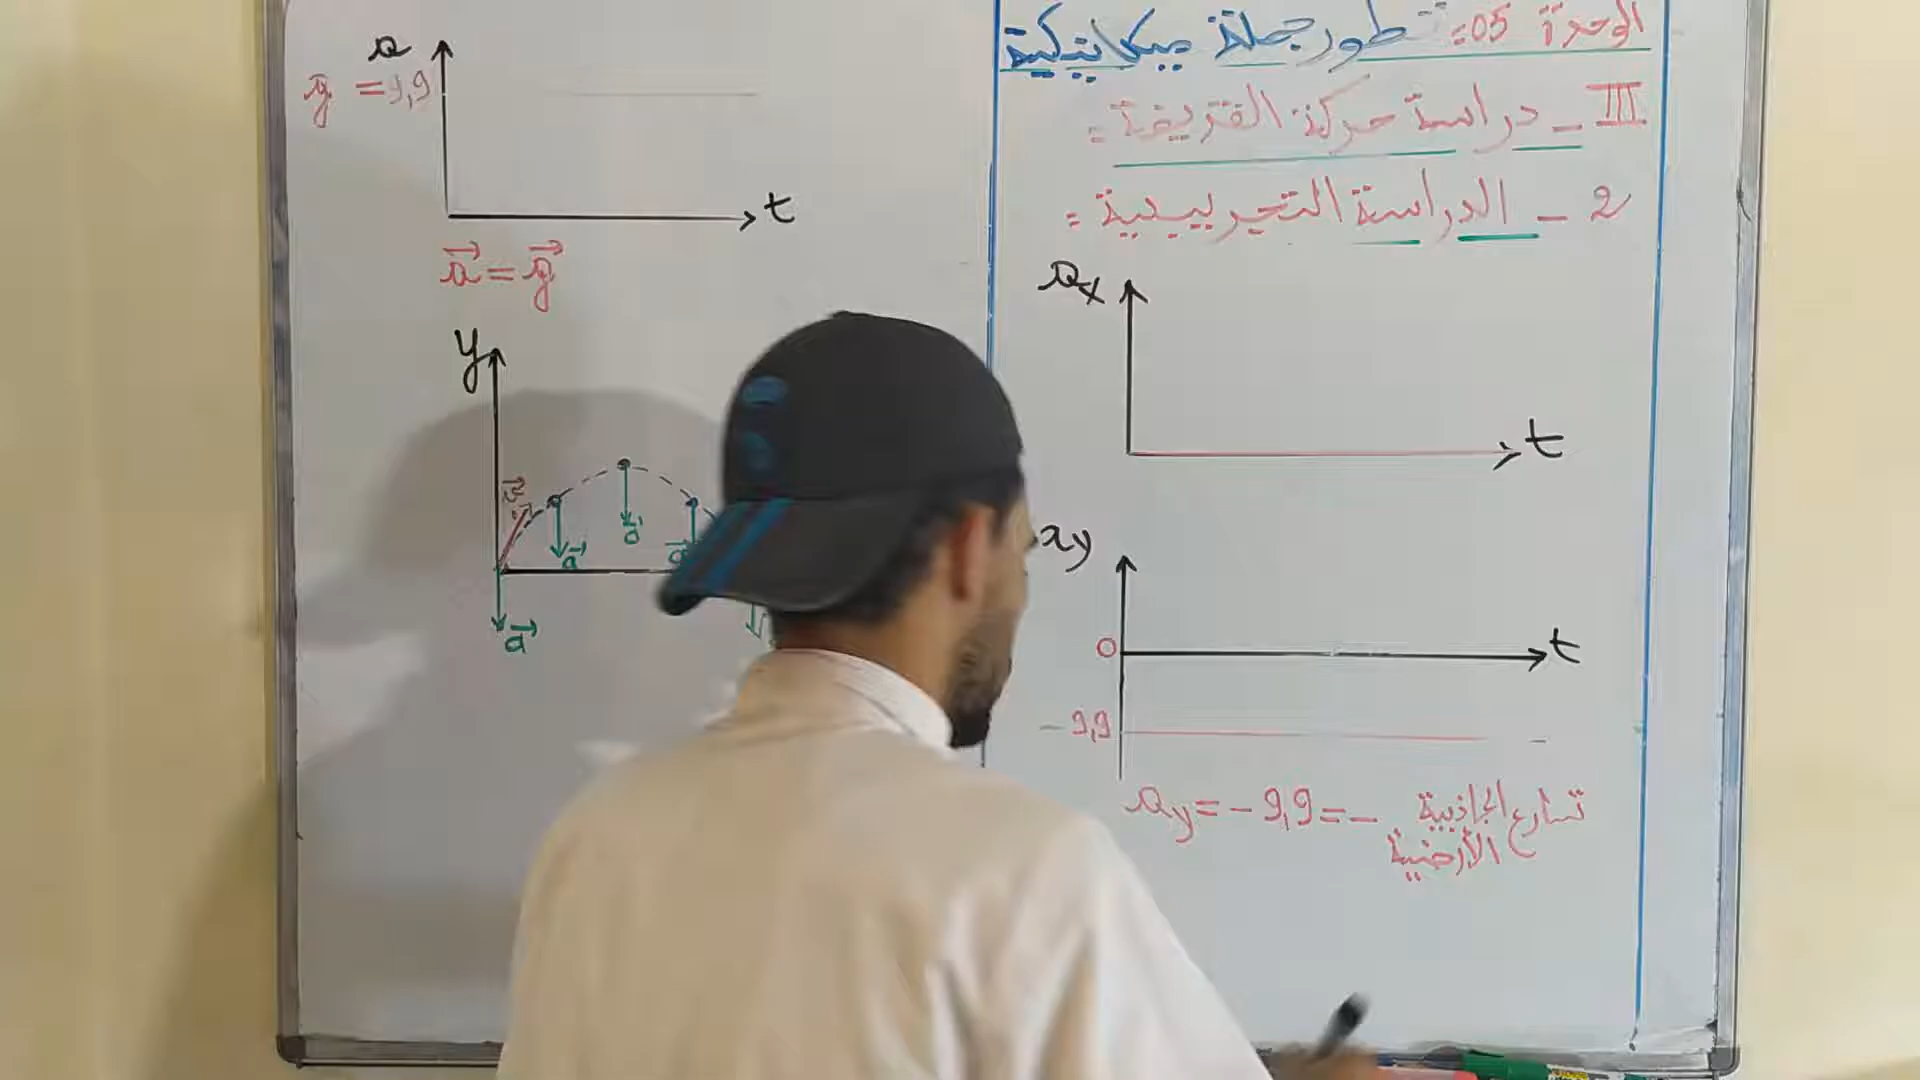 الوحدة 05: تطور جملة ميكانيكية
III - دراسة حركة القذيفة:
2 - الدراسة التجريبية:
ax
t
ay
0
t
-9,9
ay = -9,9 = - تسارع الجاذبية
الأرضية
a
g = 9,9
t
a = g
y
v
a
a
a
a